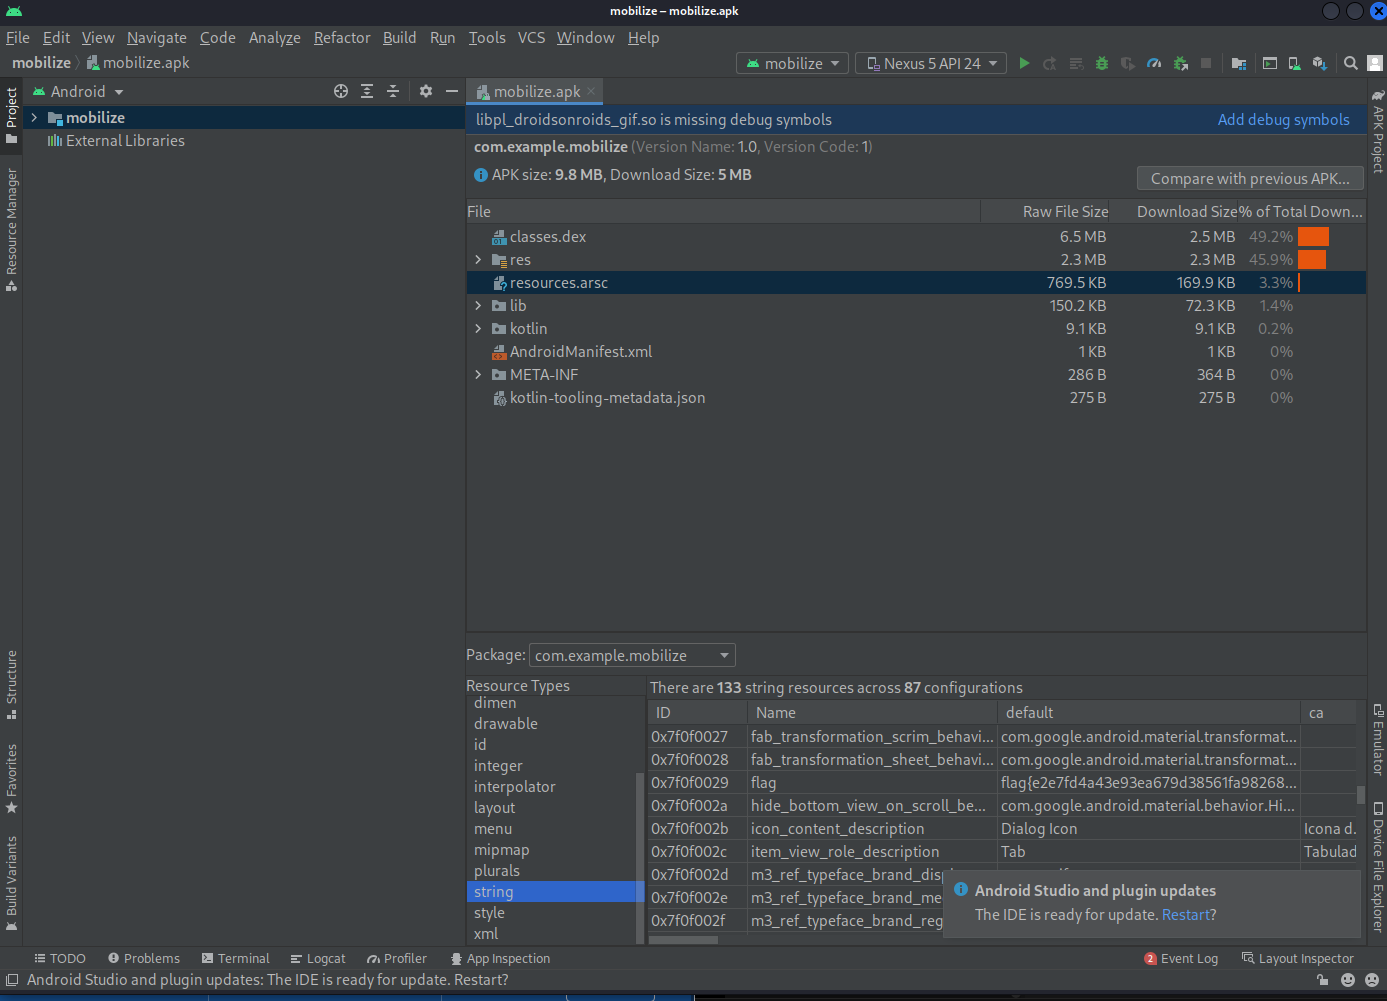 mobilize – mobilize.apk
File Edit View Navigate Code Analyze Refactor Build Run Tools VCS Window Help
mobilize mobilize.apk
mobilize Nexus 5 API 24
Project
Resource Manager
Structure
Favorites
Build Variants
Android
mobilize
External Libraries
mobilize.apk
libpl_droidsonroids_gif.so is missing debug symbols Add debug symbols
com.example.mobilize (Version Name: 1.0, Version Code: 1)
APK size: 9.8 MB, Download Size: 5 MB
Compare with previous APK...
File Raw File Size Download Size % of Total Down...
classes.dex 6.5 MB 2.5 MB 49.2%
res 2.3 MB 2.3 MB 45.9%
resources.arsc 769.5 KB 169.9 KB 3.3%
lib 150.2 KB 72.3 KB 1.4%
kotlin 9.1 KB 9.1 KB 0.2%
AndroidManifest.xml 1 KB 1 KB 0%
META-INF 286 B 364 B 0%
kotlin-tooling-metadata.json 275 B 275 B 0%
Package: com.example.mobilize
Resource Types
dimen
drawable
id
integer
interpolator
layout
menu
mipmap
plurals
string
style
xml
There are 133 string resources across 87 configurations
ID Name default ca
0x7f0f0027 fab_transformation_scrim_behavi... com.google.android.material.transformat...
0x7f0f0028 fab_transformation_sheet_behavi... com.google.android.material.transformat...
0x7f0f0029 flag flag{e2e7fd4a43e93ea679d38561fa98268...
0x7f0f002a hide_bottom_view_on_scroll_be... com.google.android.material.behavior.Hi...
0x7f0f002b icon_content_description Dialog Icon Icona d.
0x7f0f002c item_view_role_description Tab Tabulad
0x7f0f002d m3_ref_typeface_brand_disp
0x7f0f002e m3_ref_typeface_brand_me
0x7f0f002f m3_ref_typeface_brand_reg
Android Studio and plugin updates
The IDE is ready for update. Restart?
APK Project
Emulator
Device File Explorer
TODO Problems Terminal Logcat Profiler App Inspection 2 Event Log Layout Inspector
Android Studio and plugin updates: The IDE is ready for update. Restart?